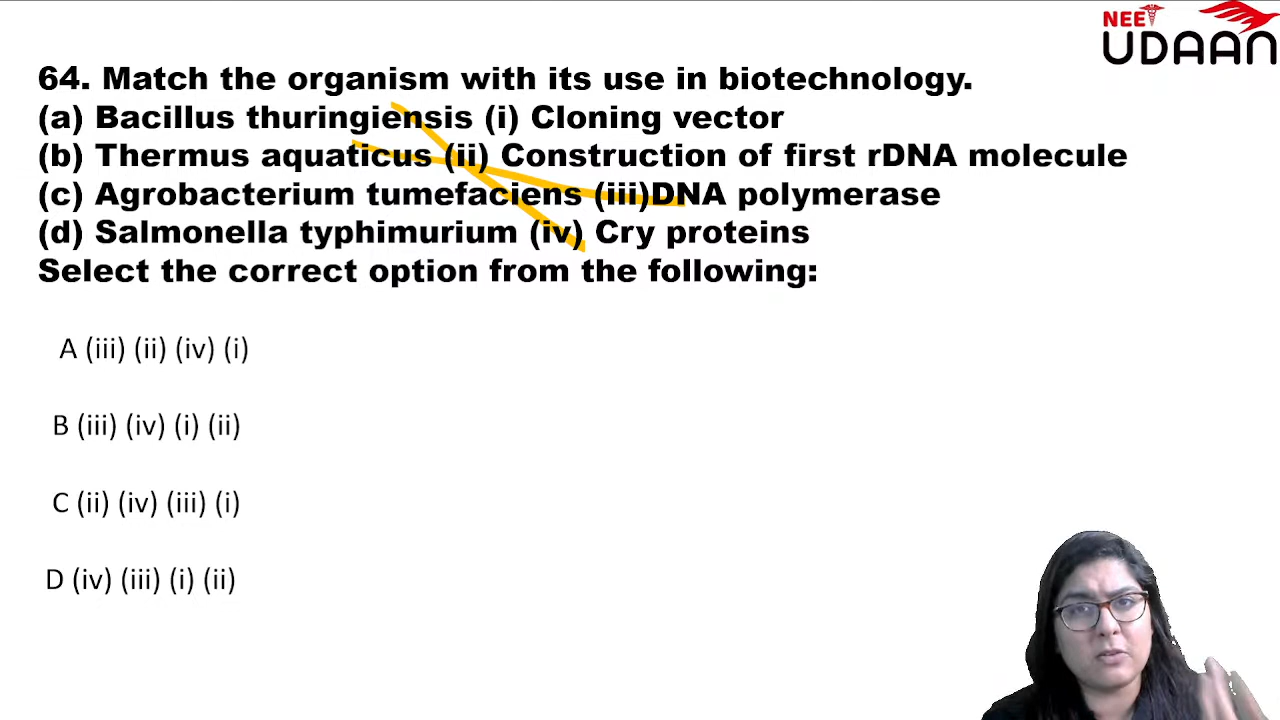 NEET
UDAAN
64. Match the organism with its use in biotechnology.
(a) Bacillus thuringiensis (i) Cloning vector
(b) Thermus aquaticus (ii) Construction of first rDNA molecule
(c) Agrobacterium tumefaciens (iii)DNA polymerase
(d) Salmonella typhimurium (iv) Cry proteins
Select the correct option from the following:
A (iii) (ii) (iv) (i)
B (iii) (iv) (i) (ii)
C (ii) (iv) (iii) (i)
D (iv) (iii) (i) (ii)